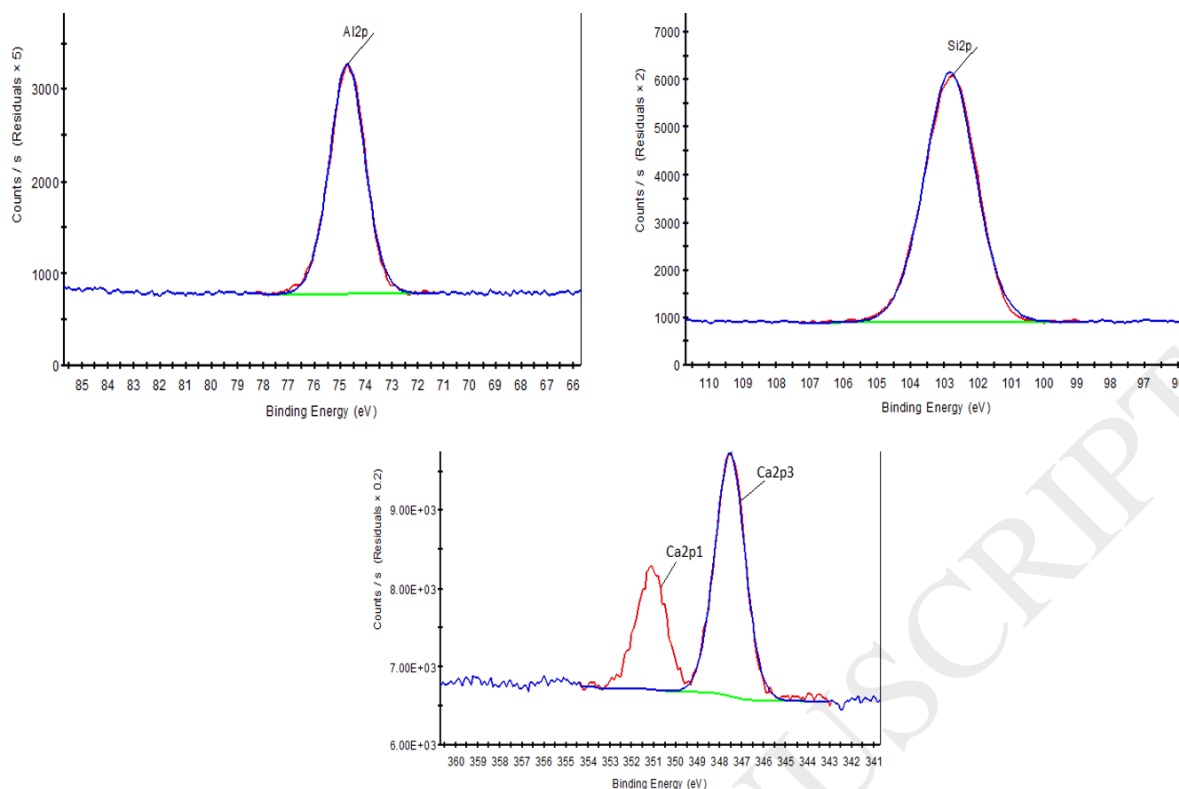 Al2p
Counts / s (Residuals × 5)
3000
2000
1000
0
85 84 83 82 81 80 79 78 77 76 75 74 73 72 71 70 69 68 67 66
Binding Energy (eV)
Si2p
Counts / s (Residuals × 2)
7000
6000
5000
4000
3000
2000
1000
0
110 109 108 107 106 105 104 103 102 101 100 99 98 97
Binding Energy (eV)
Ca2p3
Ca2p1
Counts / s (Residuals × 0.2)
9.00E+03
8.00E+03
7.00E+03
6.00E+03
360 359 358 357 356 355 354 353 352 351 350 349 348 347 346 345 344 343 342 341
Binding Energy (eV)
USCRIPT